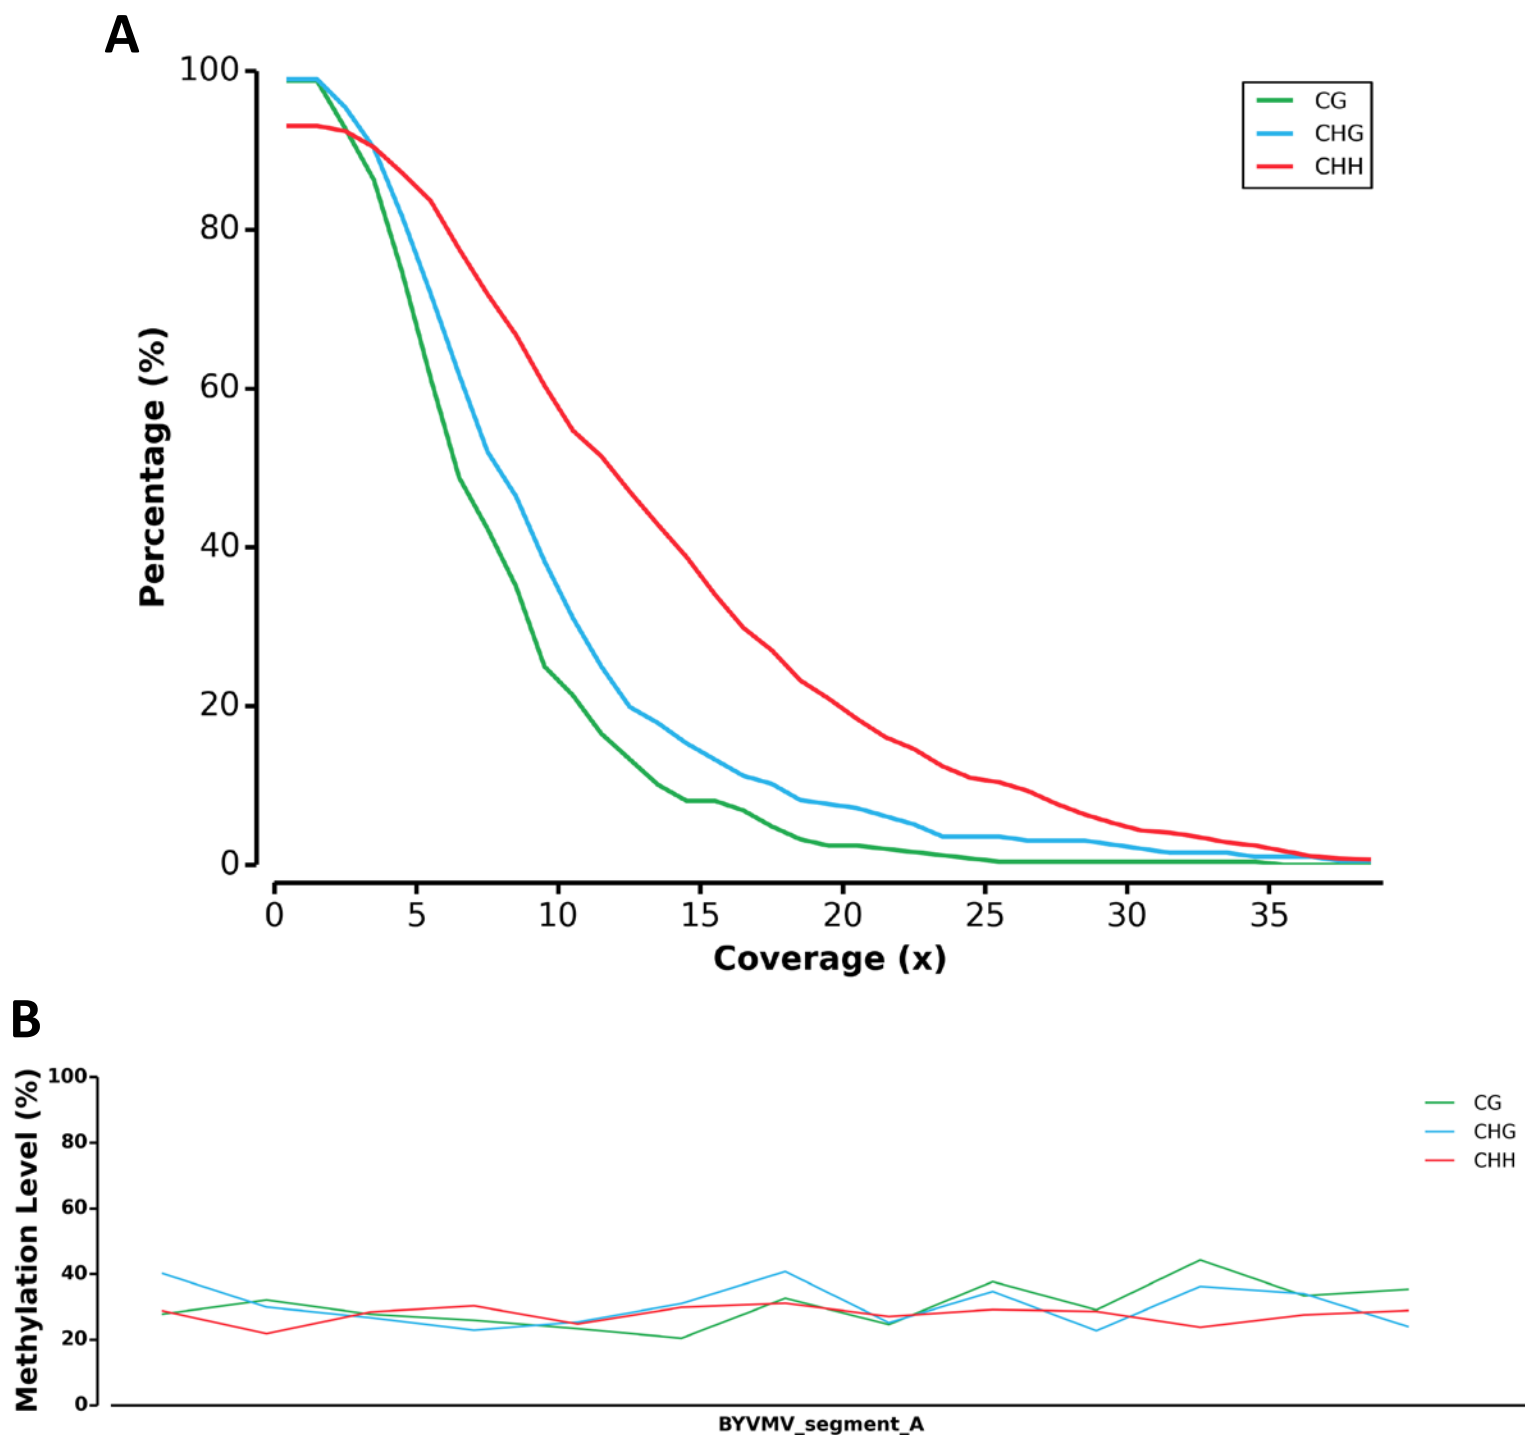 A
100
80
60
40
20
0
Percentage (%)
CG
CHG
CHH
0 5 10 15 20 25 30 35
Coverage (x)
B
100
80
60
40
20
0
Methylation Level (%)
CG
CHG
CHH
BYVMV_segment_A